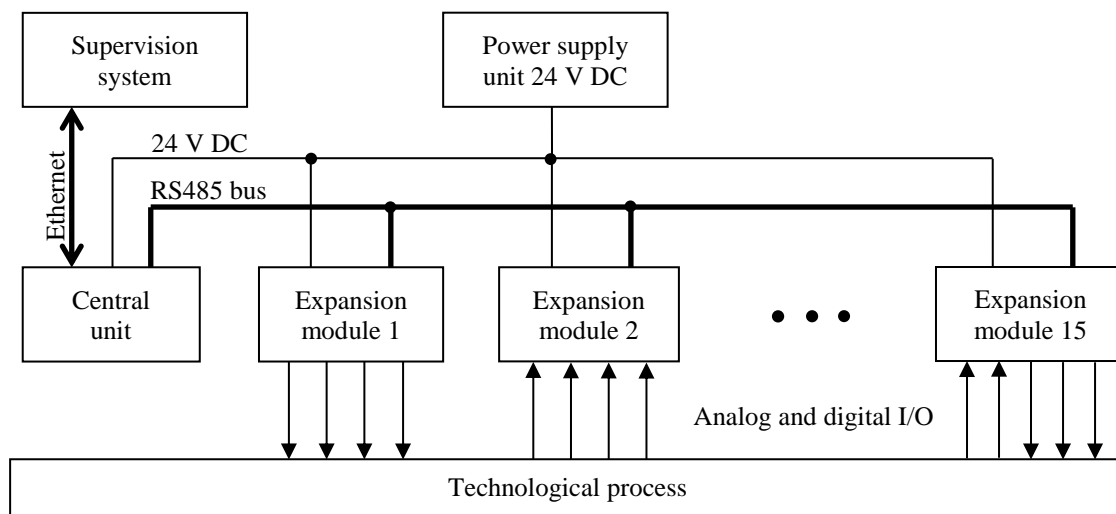 Supervision
system
Power supply
unit 24 V DC
Ethernet
24 V DC
RS485 bus
Central
unit
Expansion
module 1
Expansion
module 2
Expansion
module 15
Analog and digital I/O
Technological process